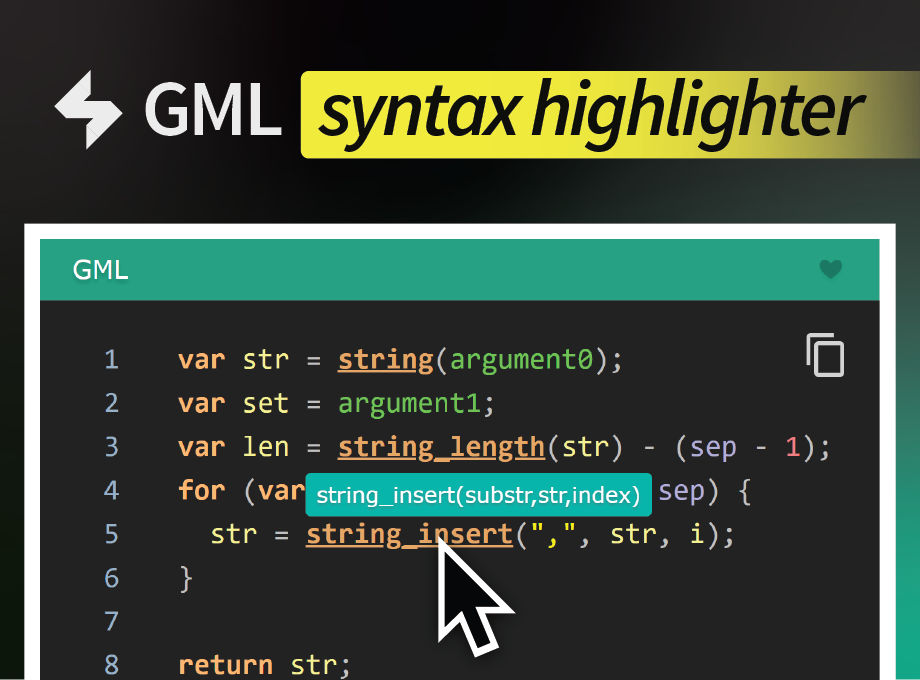 GML syntax highlighter
GML
1 var str = string(argument0);
2 var set = argument1;
3 var len = string_length(str) - (sep - 1);
4 for (var string_insert(substr,str,index) sep) {
5 str = string_insert(",", str, i);
6 }
7
8 return str;